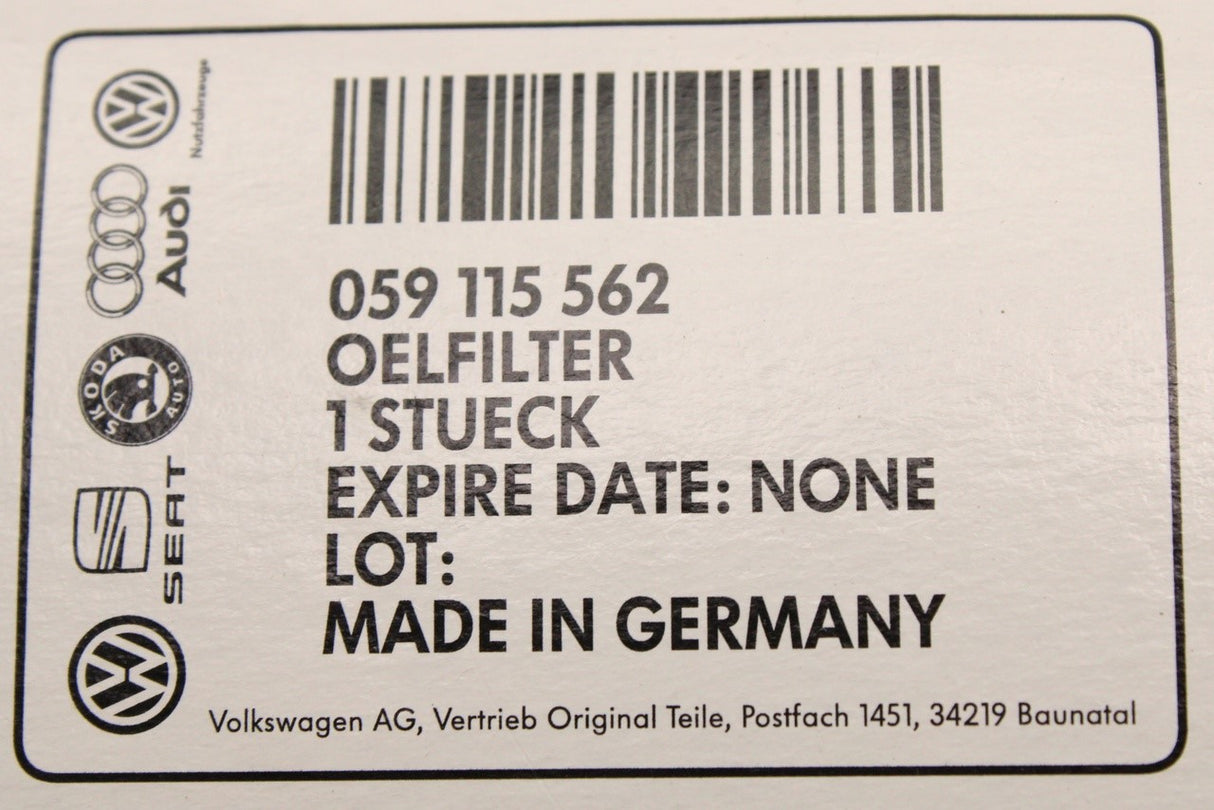 Nutzfahrzeuge
Audi
SKODA AUTO
SEAT
059 115 562
OELFILTER
1 STUECK
EXPIRE DATE: NONE
LOT:
MADE IN GERMANY
Volkswagen AG, Vertrieb Original Teile, Postfach 1451, 34219 Baunatal